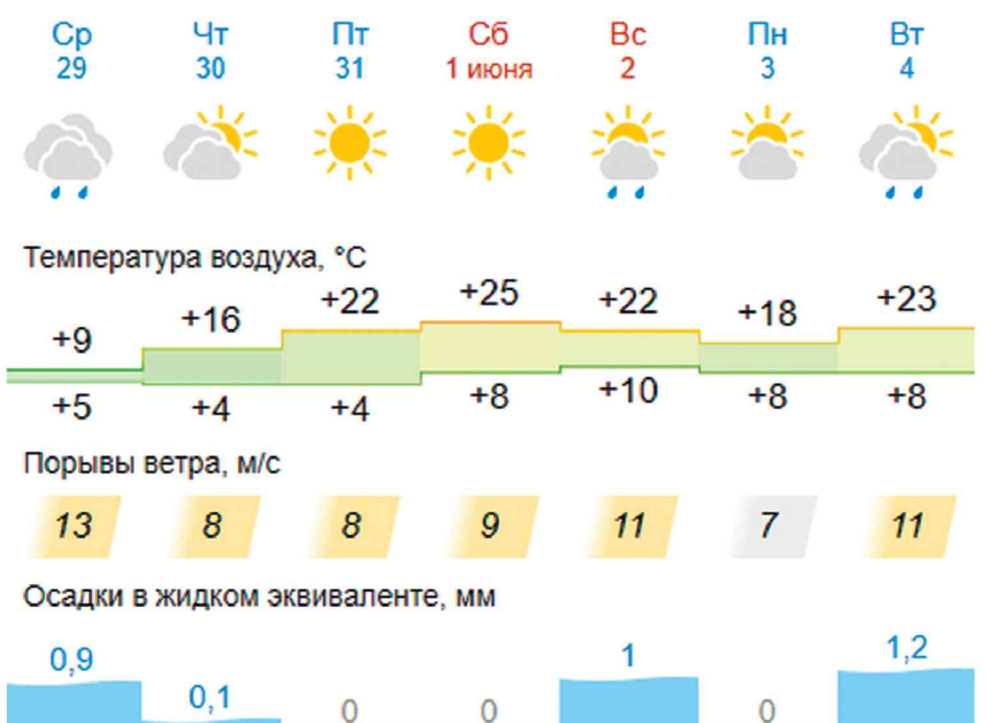 Ср Чт Пт Сб Вс Пн Вт
29 30 31 1 июня 2 3 4
Температура воздуха, °C
+9 +16 +22 +25 +22 +18 +23
+5 +4 +4 +8 +10 +8 +8
Порывы ветра, м/с
13 8 8 9 11 7 11
Осадки в жидком эквиваленте, мм
0,9 0,1 0 0 1 0 1,2